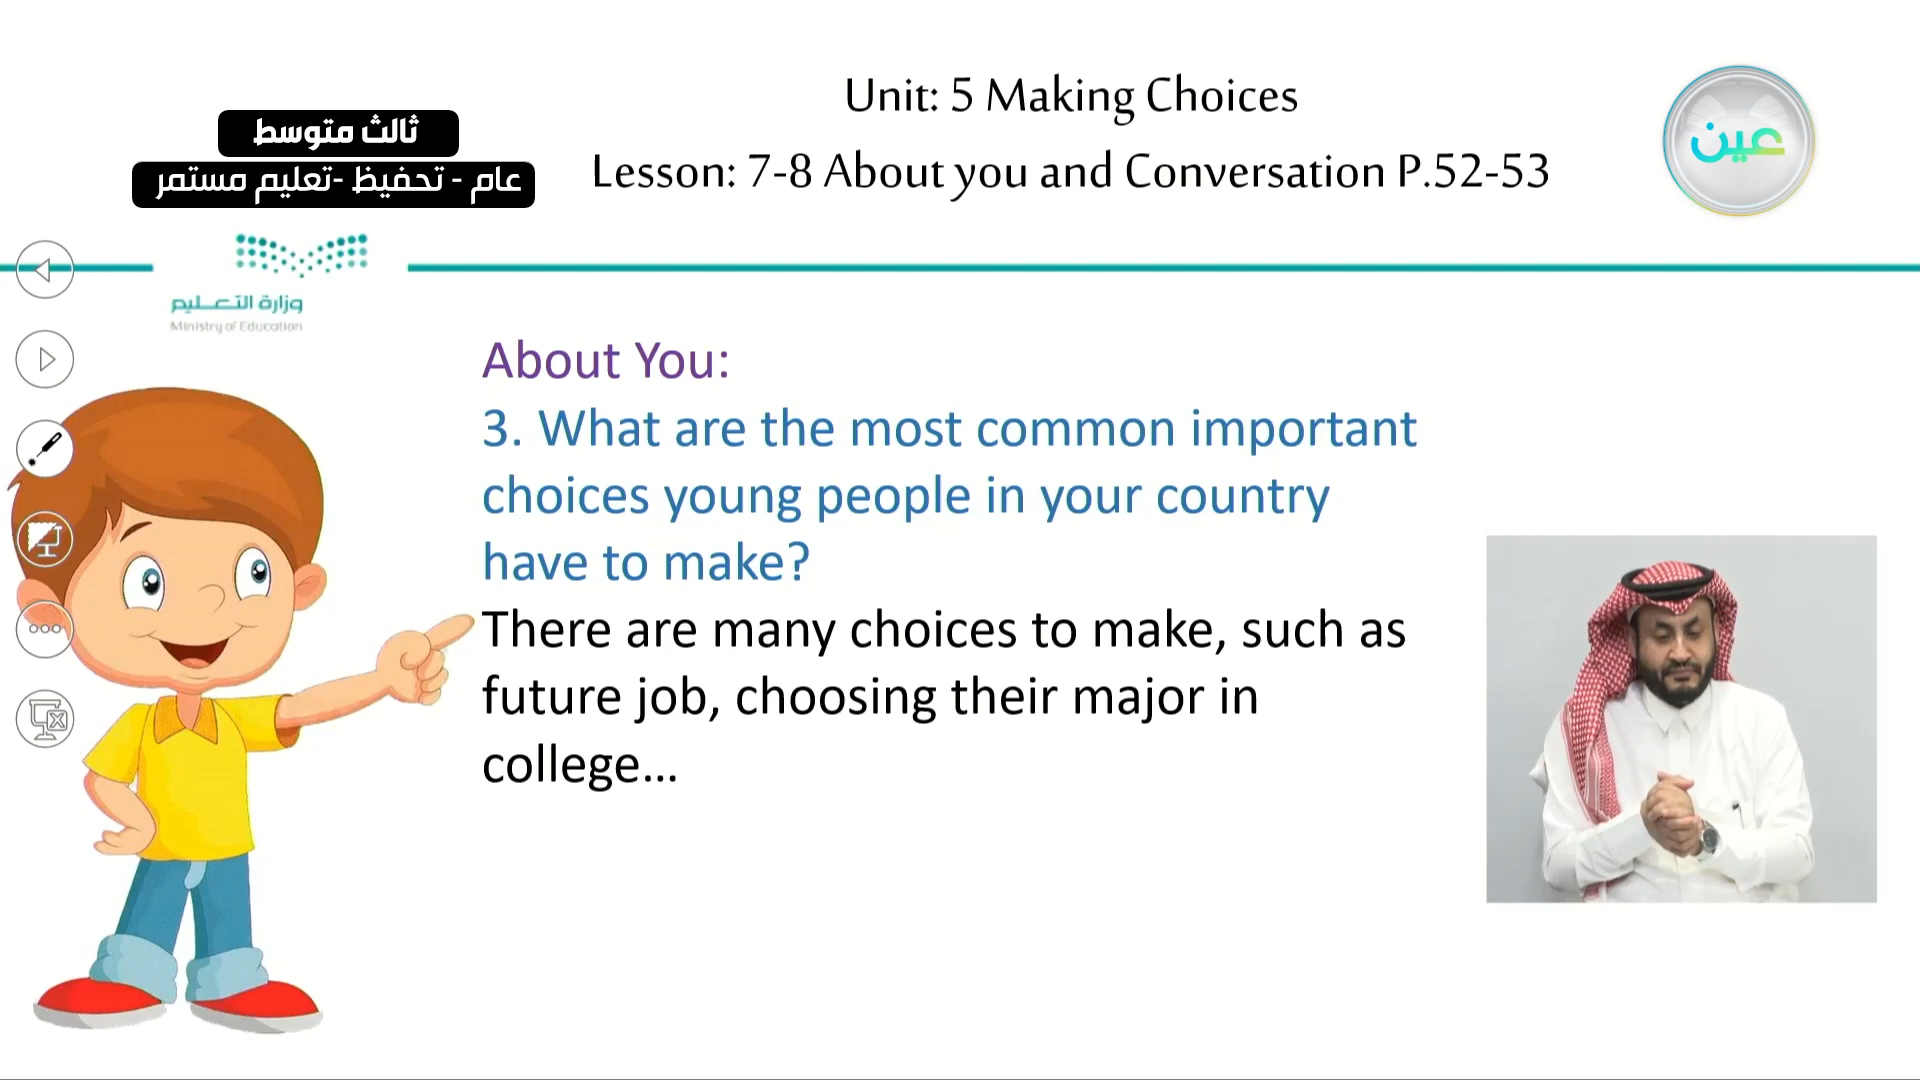 Unit: 5 Making Choices
Lesson: 7-8 About you and Conversation P.52-53
ثالث متوسط
عام - تحفيظ -تعليم مستمر
عين
وزارة التعليم
Ministry of Education
About You:
3. What are the most common important
choices young people in your country
have to make?
There are many choices to make, such as
future job, choosing their major in
college...